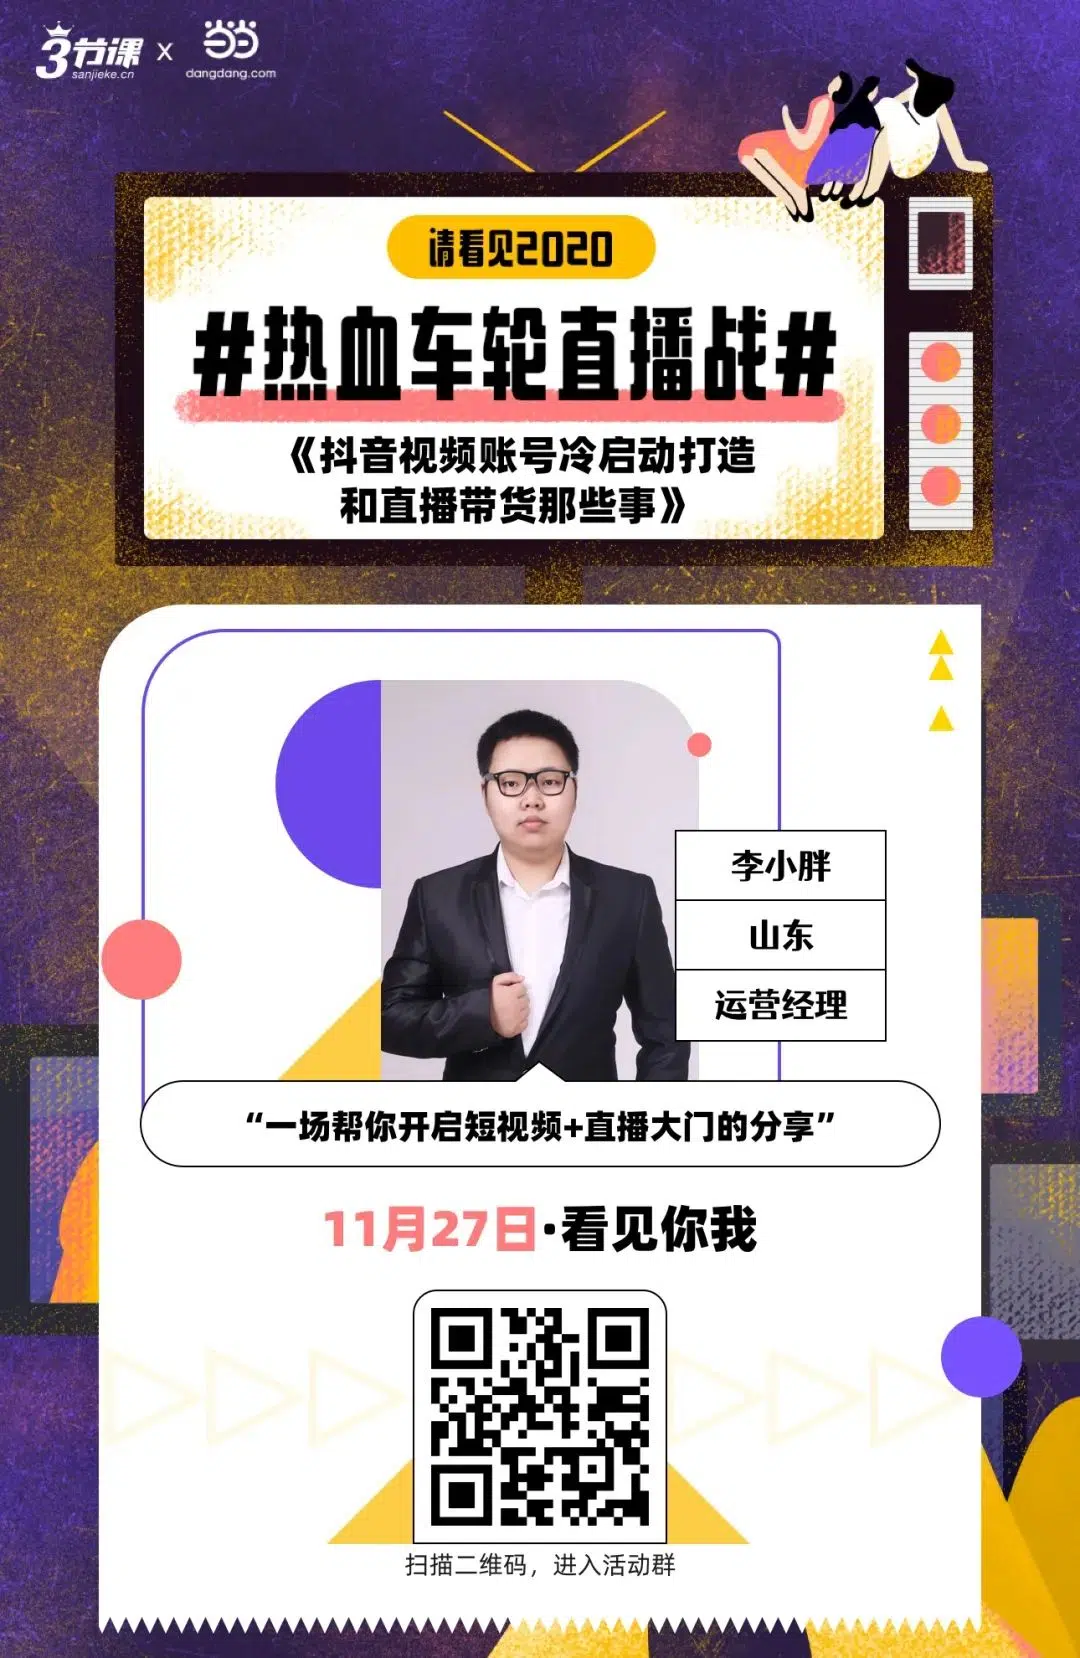 3节课
sanjieke.cn
x
当当
dangdang.com
请看见2020
#热血车轮直播战#
《抖音视频账号冷启动打造
和直播带货那些事》
李小胖
山东
运营经理
“一场帮你开启短视频+直播大门的分享”
11月27日·看见你我
扫描二维码，进入活动群